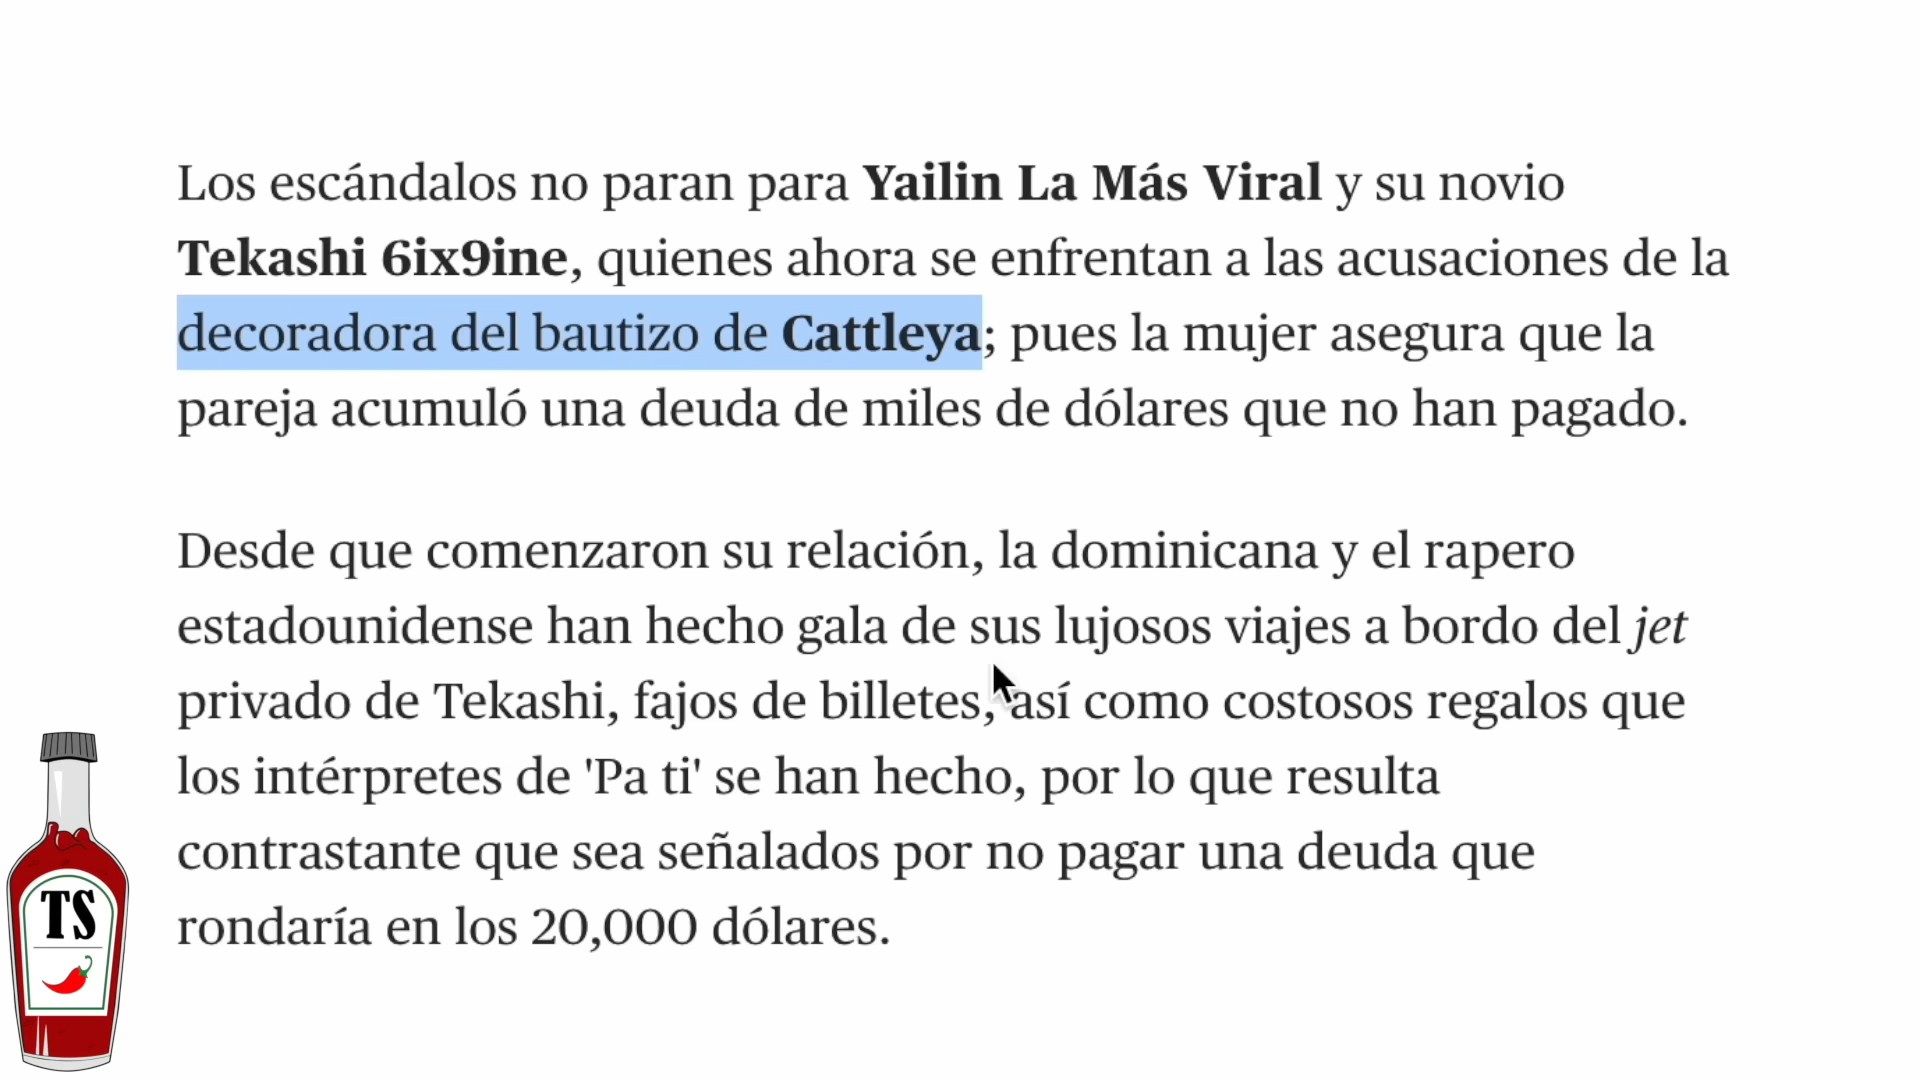 Los escándalos no paran para Yailin La Más Viral y su novio
Tekashi 6ix9ine, quienes ahora se enfrentan a las acusaciones de la
decoradora del bautizo de Cattleya; pues la mujer asegura que la
pareja acumuló una deuda de miles de dólares que no han pagado.
Desde que comenzaron su relación, la dominicana y el rapero
estadounidense han hecho gala de sus lujosos viajes a bordo del jet
privado de Tekashi, fajos de billetes, así como costosos regalos que
los intérpretes de 'Pa ti' se han hecho, por lo que resulta
contrastante que sea señalados por no pagar una deuda que
rondaría en los 20,000 dólares.
TS